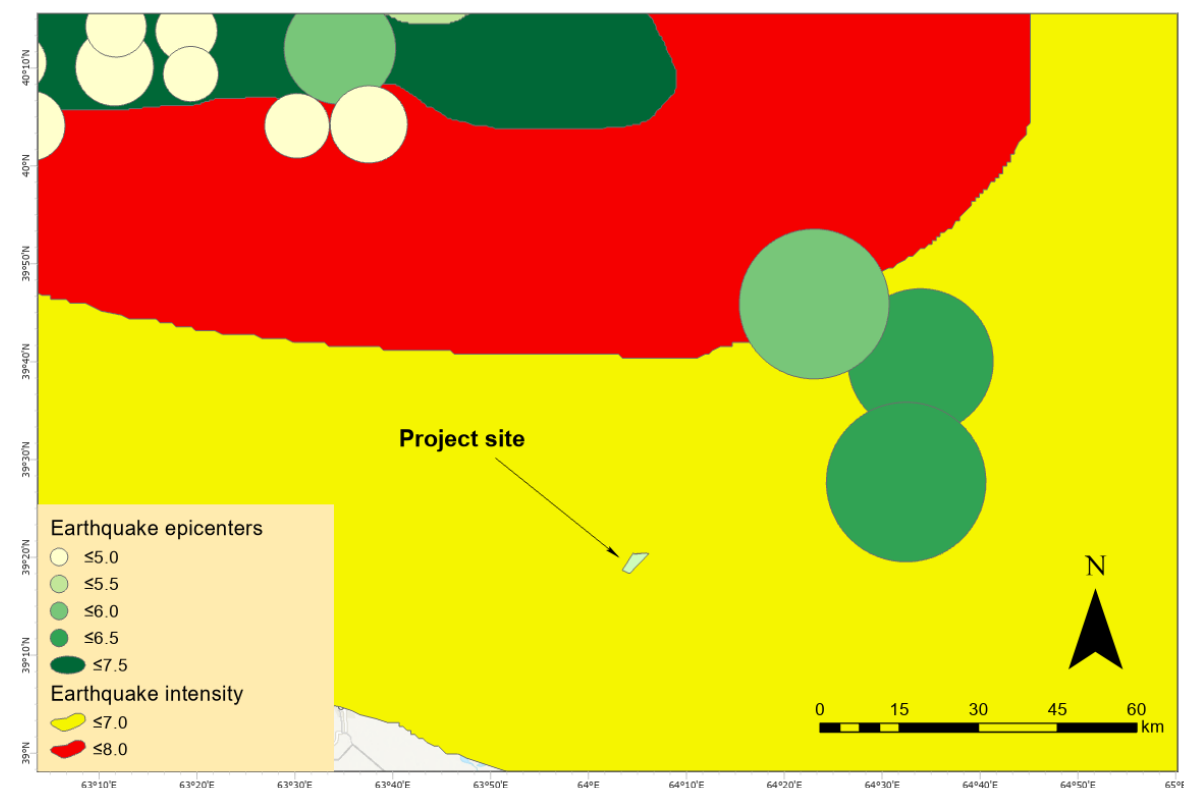 40°10'N
40°N
39°50'N
39°40'N
39°30'N
39°20'N
39°10'N
39°N
Project site
Earthquake epicenters
≤5.0
≤5.5
≤6.0
≤6.5
≤7.5
Earthquake intensity
≤7.0
≤8.0
N
0 15 30 45 60
km
63°10'E 63°20'E 63°30'E 63°40'E 63°50'E 64°E 64°10'E 64°20'E 64°30'E 64°40'E 64°50'E 65°E